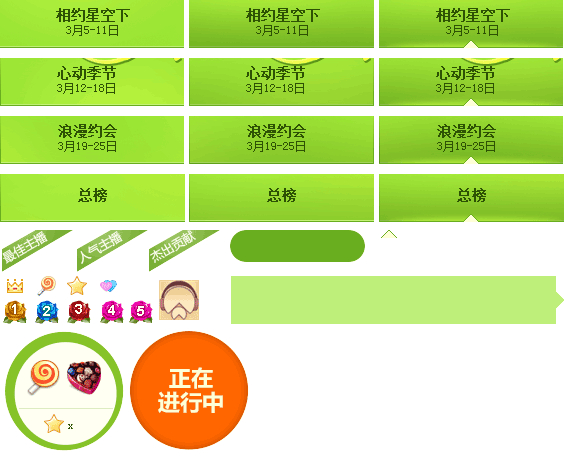 相约星空下 相约星空下 相约星空下
3月5-11日 3月5-11日 3月5-11日
心动季节 心动季节 心动季节
3月12-18日 3月12-18日 3月12-18日
浪漫约会 浪漫约会 浪漫约会
3月19-25日 3月19-25日 3月19-25日
总榜 总榜 总榜
最佳主播 人气主播 杰出贡献
1 2 3 4 5
正在
进行中
x